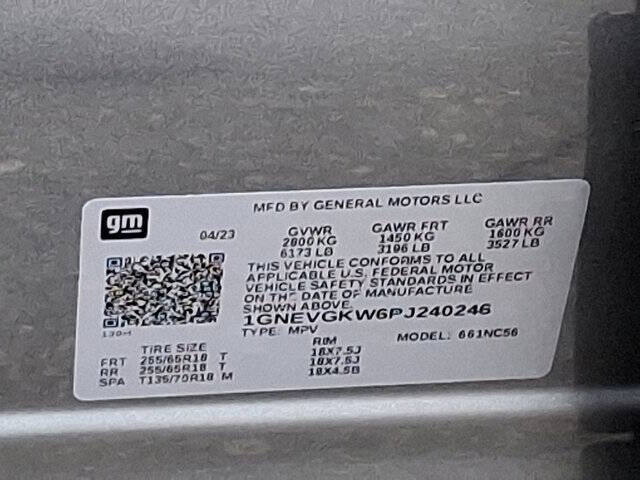 gm
MFD BY GENERAL MOTORS LLC
04/23 GVWR GAWR FRT GAWR RR
2800 KG 1450 KG 1600 KG
6173 LB 3196 LB 3527 LB
THIS VEHICLE CONFORMS TO ALL
APPLICABLE U.S. FEDERAL MOTOR
VEHICLE SAFETY STANDARDS IN EFFECT
ON THE DATE OF MANUFACTURE
SHOWN ABOVE.
1GNEVGKW6PJ240246
TYPE: MPV MODEL: 661NC56
TIRE SIZE RIM
FRT 255/65R18 T 18X7.5J
RR 255/65R18 T 18X7.5J
SPA T135/70R18 M 18X4.5B